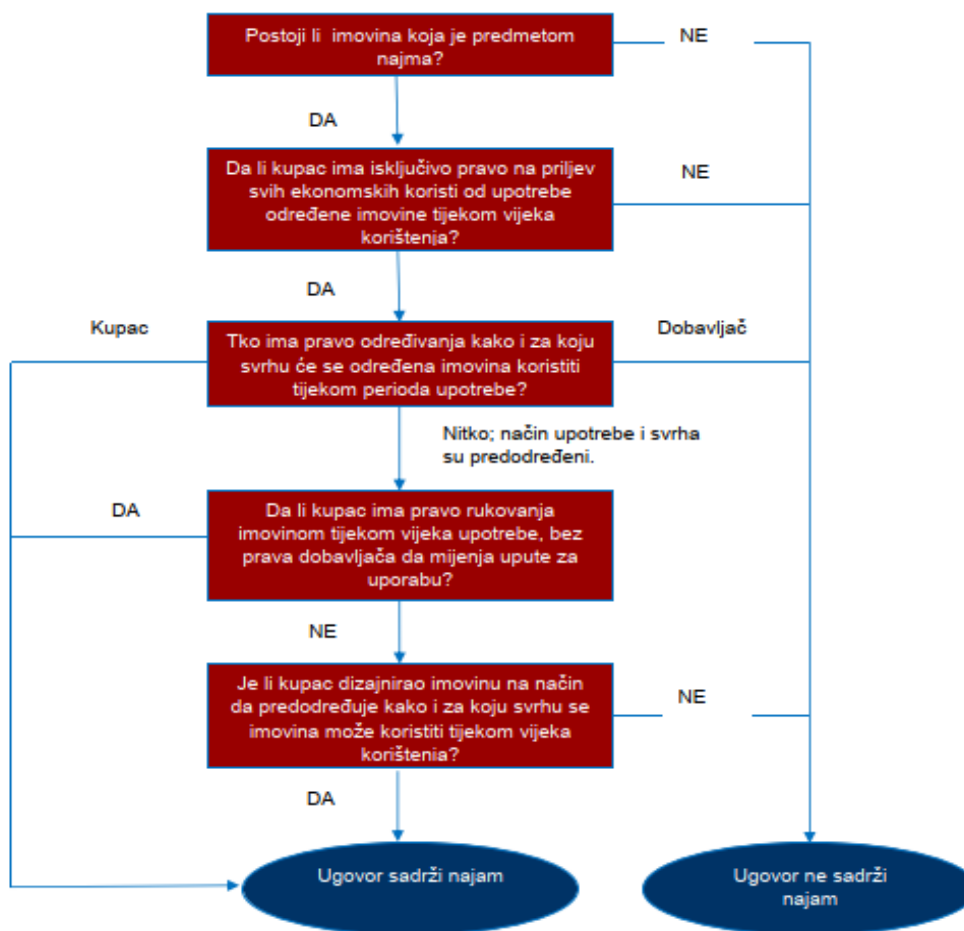 Postoji li imovina koja je predmetom
najma?
NE
DA
Da li kupac ima isključivo pravo na priljev
svih ekonomskih koristi od upotrebe
određene imovine tijekom vijeka
korištenja?
NE
DA
Kupac
Dobavljač
Tko ima pravo određivanja kako i za koju
svrhu će se određena imovina koristiti
tijekom perioda upotrebe?
Nitko; način upotrebe i svrha
su predodređeni.
DA
Da li kupac ima pravo rukovanja
imovinom tijekom vijeka upotrebe, bez
prava dobavljača da mijenja upute za
uporabu?
NE
Je li kupac dizajnirao imovinu na način
da predodređuje kako i za koju svrhu se
imovina može koristiti tijekom vijeka
korištenja?
NE
DA
Ugovor sadrži najam
Ugovor ne sadrži
najam